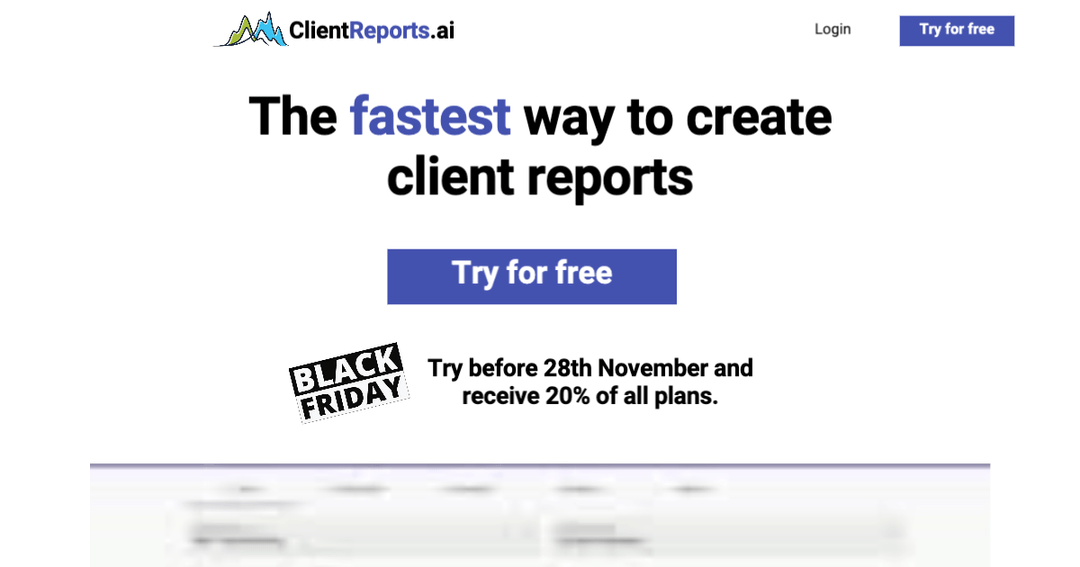 ClientReports.ai
Login
Try for free
The fastest way to create
client reports
Try for free
BLACK
FRIDAY
Try before 28th November and
receive 20% of all plans.